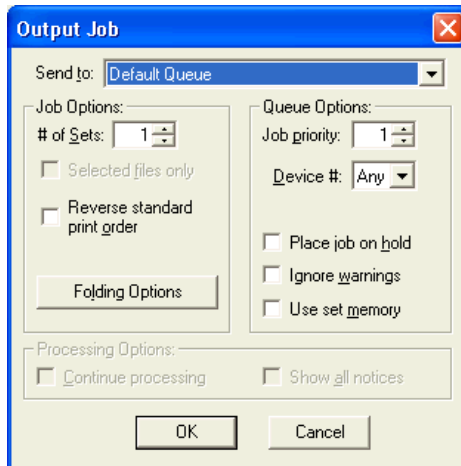 Output Job
Send to: Default Queue
Job Options:
# of Sets: 1
Selected files only
Reverse standard
print order
Folding Options
Queue Options:
Job priority: 1
Device #: Any
Place job on hold
Ignore warnings
Use set memory
Processing Options:
Continue processing
Show all notices
OK
Cancel